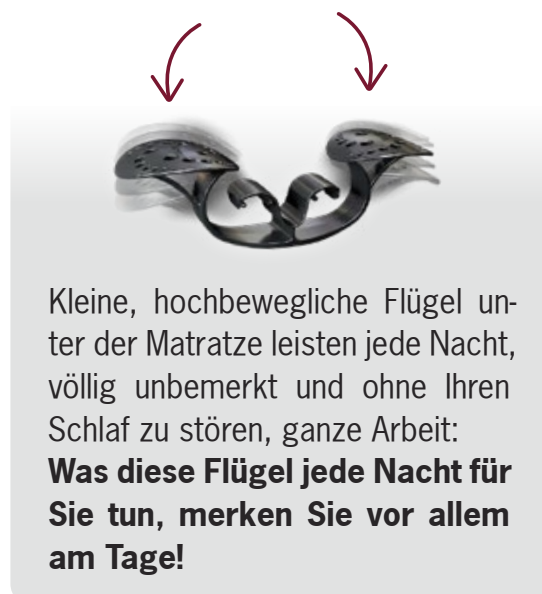 Kleine, hochbewegliche Flügel un-
ter der Matratze leisten jede Nacht,
völlig unbemerkt und ohne Ihren
Schlaf zu stören, ganze Arbeit:
Was diese Flügel jede Nacht für
Sie tun, merken Sie vor allem
am Tage!